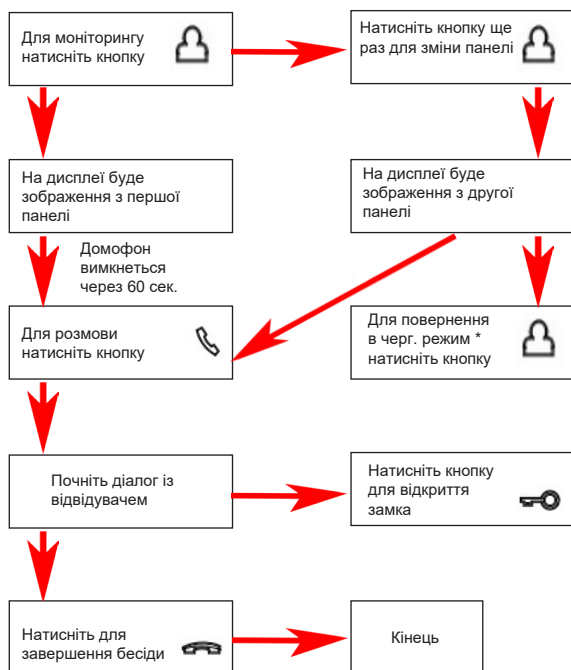 Для моніторингу
натисніть кнопку
Натисніть кнопку ще
раз для зміни панелі
На дисплеї буде
зображення з першої
панелі
На дисплеї буде
зображення з другої
панелі
Домофон
вимкнеться
через 60 сек.
Для розмови
натисніть кнопку
Для повернення
в черг. режим *
натисніть кнопку
Почніть діалог із
відвідувачем
Натисніть кнопку
для відкриття
замка
Натисніть для
завершення бесіди
Кінець